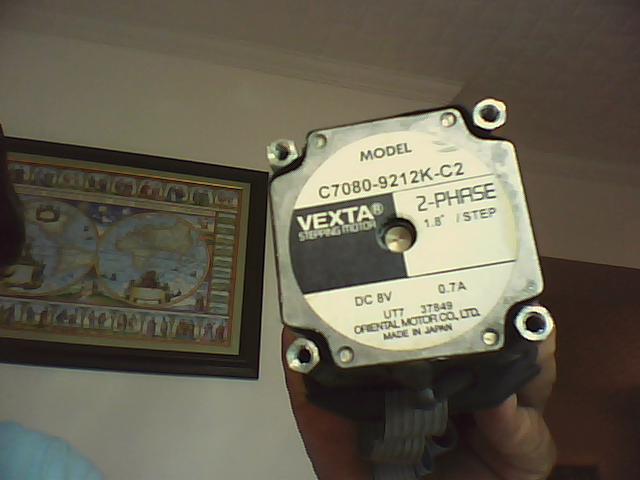 MODEL
C7080-9212K-C2
VEXTA®
STEPPING MOTOR
2-PHASE
1.8° /STEP
DC 8V 0.7A
UT7 37849
ORIENTAL MOTOR CO., LTD.
MADE IN JAPAN